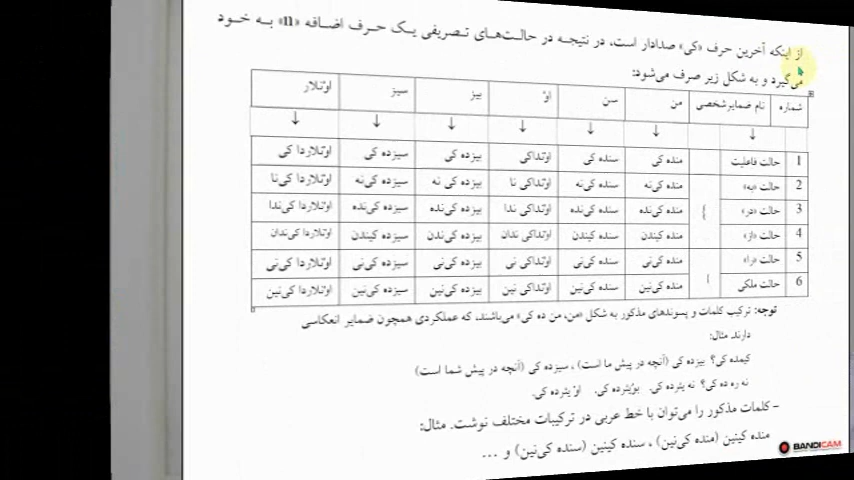 از اینکه آخرین حرف «کی» صدادار است، در نتیجه در حالت‌های تصریفی یک حرف اضافه «n» به خود
می‌گیرد و به شکل زیر صرف می‌شود:
شماره نام ضمایرشخصی من سن اوْ بیز سیز اوْنلار
↓ ↓ ↓ ↓ ↓ ↓ ↓
1 حالت فاعلیت منده کی سنده کی اوْنداکی بیزده کی سیزده کی اوْنلاردا کی
2 حالت «به» منده کی‌نه سنده کی‌نه اوْنداکی نا بیزده کی نه سیزده کی‌نه اوْنلاردا کی‌نا
3 حالت «در» } منده کی‌نده سنده کی‌نده اوْنداکی ندا بیزده کی‌نده سیزده کی‌نده اوْنلاردا کی‌ندا
4 حالت «از» منده کیندن سنده کیندن اوْنداکی ندان بیزده کی‌ندن سیزده کیندن اوْنلاردا کی‌ندان
5 حالت «را» منده کی‌نی سنده کی‌نی اوْنداکی نی بیزده کی‌نی سیزده کی‌نی اوْنلاردا کی‌نی
6 حالت ملکی منده کی‌نین سنده کی‌نین اوْنداکی نین بیزده کی‌نین سیزده کی‌نین اوْنلاردا کی‌نین
توجه: ترکیب کلمات و پسوندهای مذکور به شکل «من، من ده کی» می‌باشند، که عملکردی همچون ضمایر انعکاسی
دارند. مثال:
کیمده کی؟ بیزده کی (آنچه در پیش ما است) ، سیزده کی (آنچه در پیش شما است)
نه ره ده کی؟ نه یئرده کی. بوْیئرده کی. اوْ یئرده کی.
- کلمات مذکور را می‌توان با خط عربی در ترکیبات مختلف نوشت. مثال:
منده کینین (منده کی‌نین) ، سنده کینین (سنده کی‌نین) و ...
BANDICAM